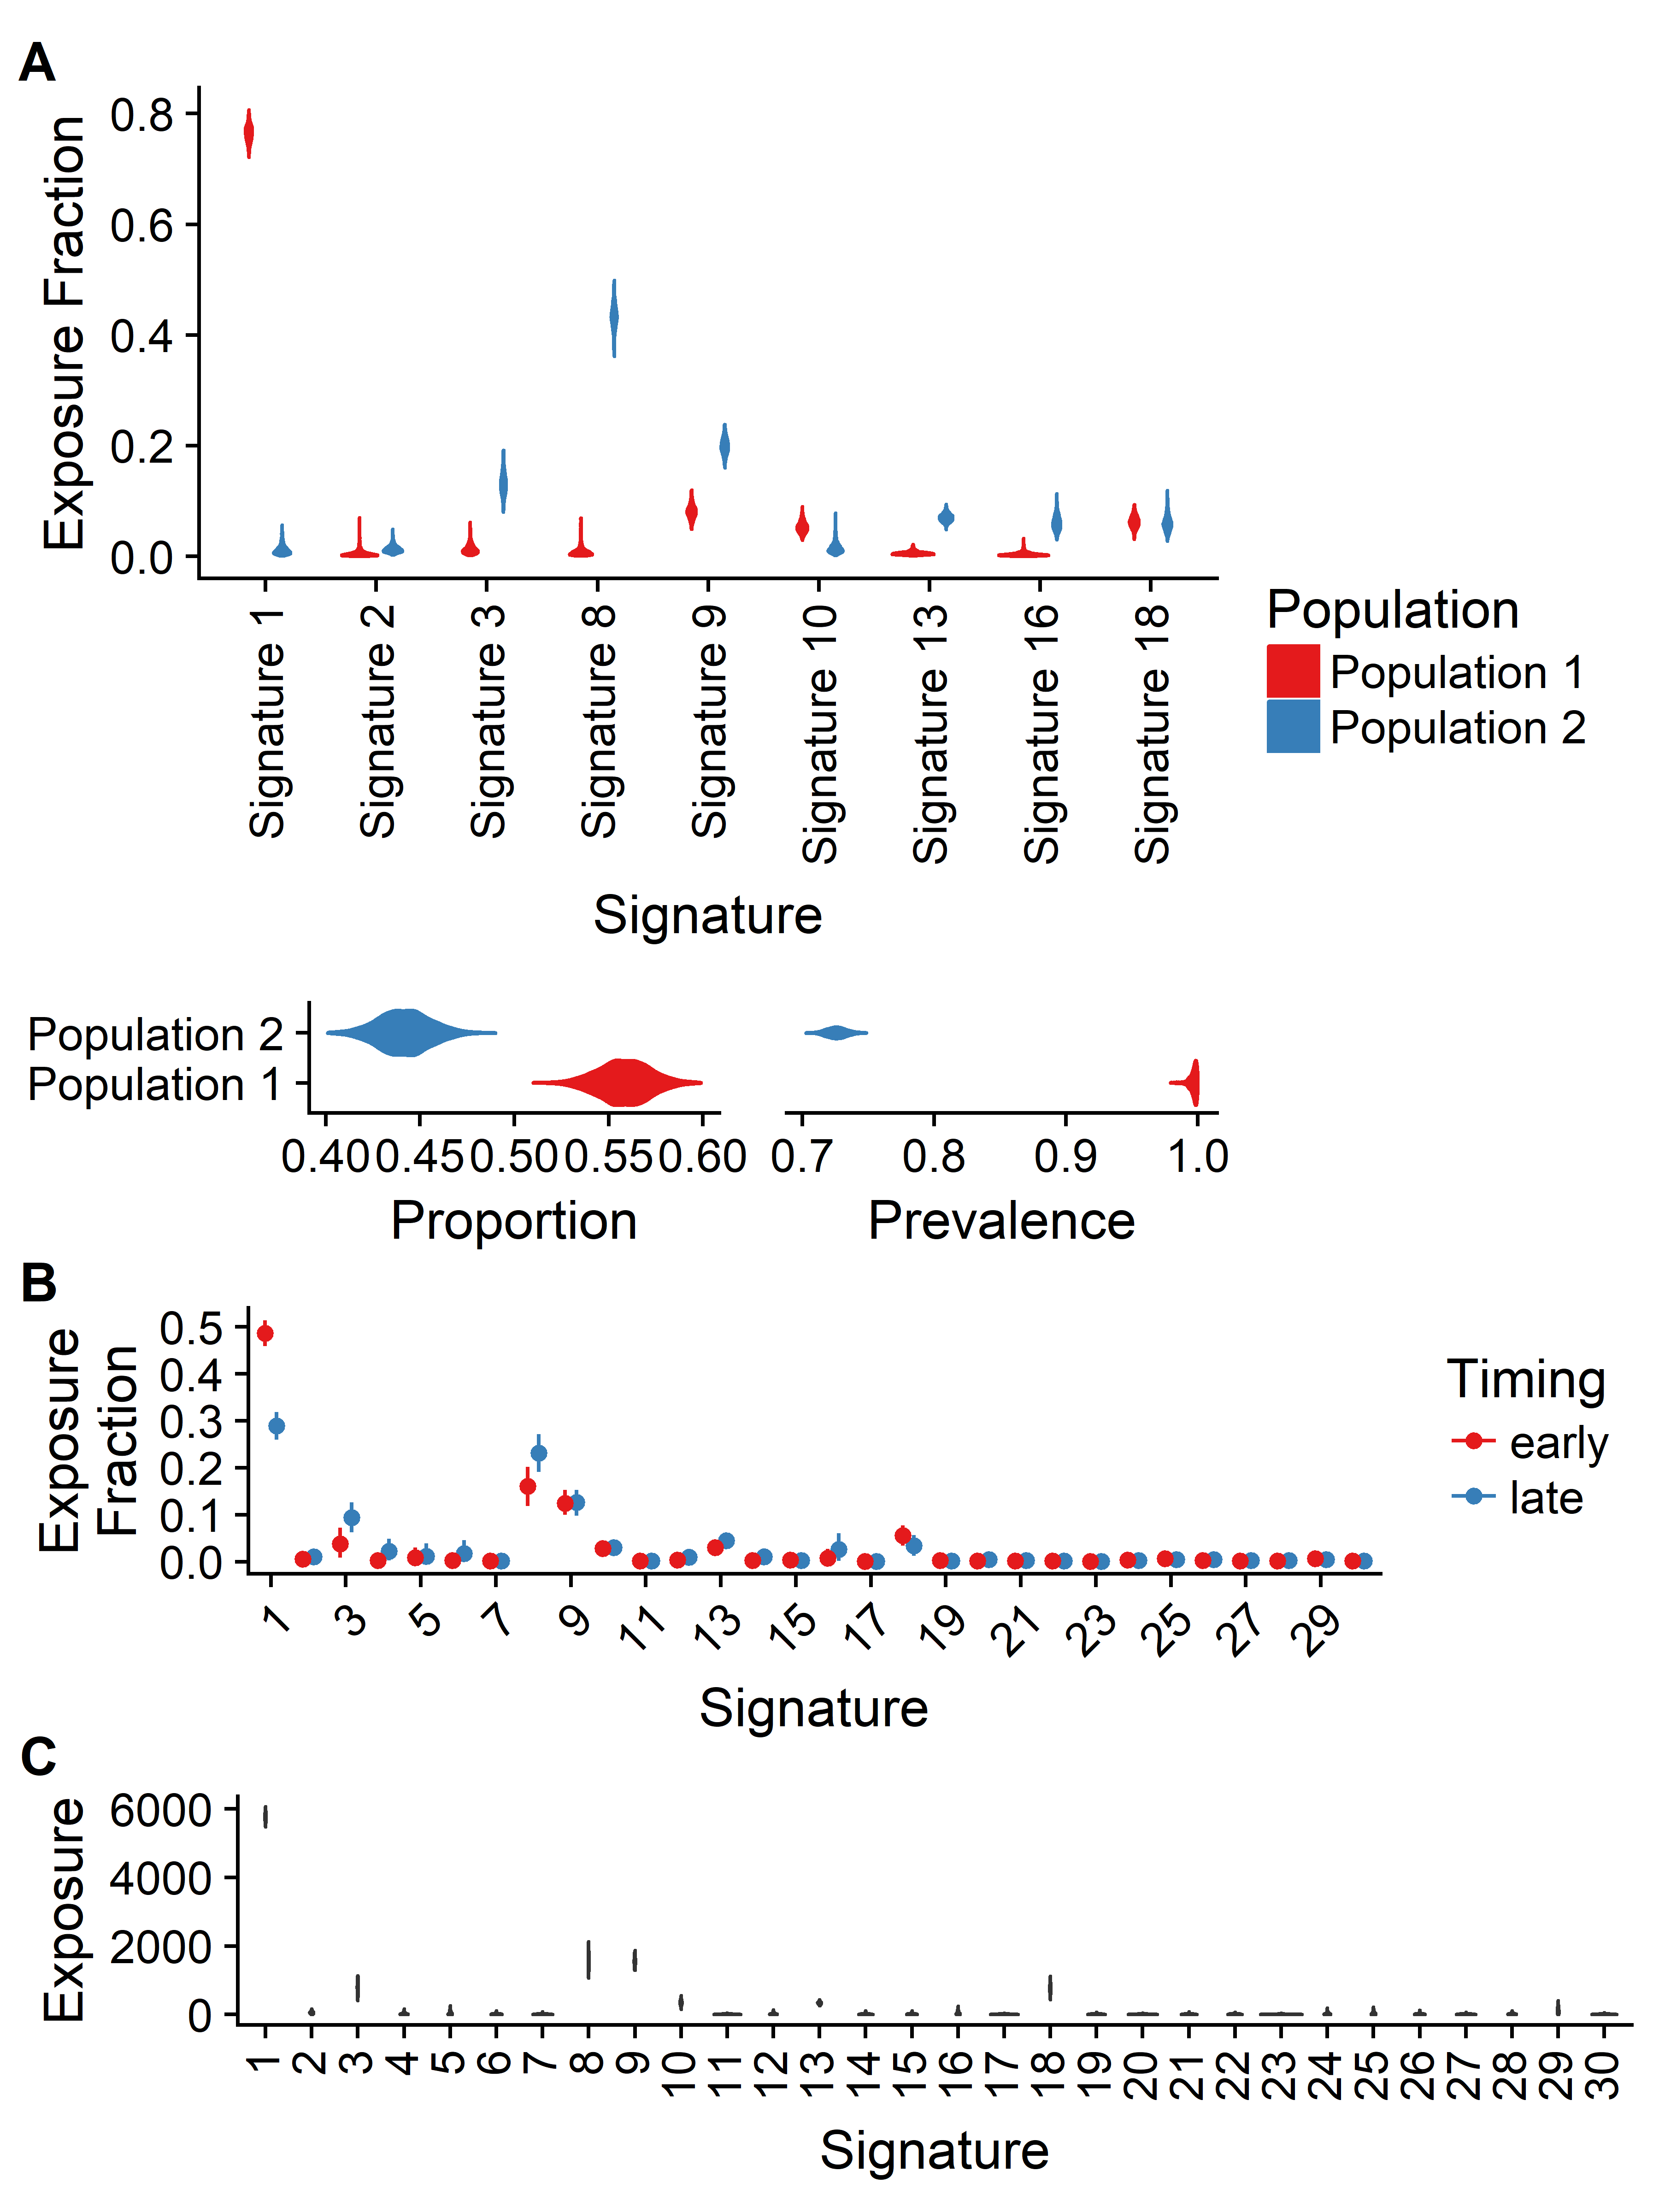 A
Exposure Fraction
0.8
0.6
0.4
0.2
0.0
Signature 1
Signature 2
Signature 3
Signature 8
Signature 9
Signature 10
Signature 13
Signature 16
Signature 18
Signature
Population
Population 1
Population 2
Population 2
Population 1
0.40 0.45 0.50 0.55 0.60
Proportion
0.7 0.8 0.9 1.0
Prevalence
B
Exposure
Fraction
0.5
0.4
0.3
0.2
0.1
0.0
1 3 5 7 9 11 13 15 17 19 21 23 25 27 29
Signature
Timing
early
late
C
Exposure
6000
4000
2000
0
1 2 3 4 5 6 7 8 9 10 11 12 13 14 15 16 17 18 19 20 21 22 23 24 25 26 27 28 29 30
Signature